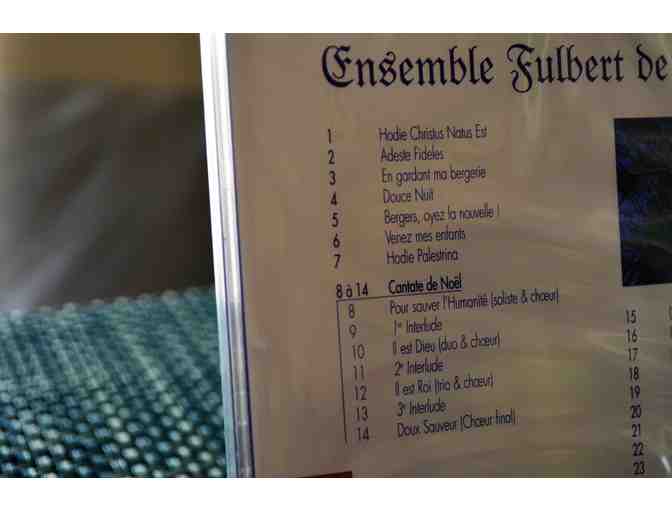 Ensemble Fulbert de
1 Hodie Christus Natus Est
2 Adeste Fideles
3 En gardant ma bergerie
4 Douce Nuit
5 Bergers, oyez la nouvelle !
6 Venez mes enfants
7 Hodie Palestrina
8 à 14 Cantate de Noël
8 Pour sauver l'Humanité (soliste & chœur)
9 1er Interlude
10 Il est Dieu (duo & chœur)
11 2e Interlude
12 Il est Roi (trio & chœur)
13 3e Interlude
14 Doux Sauveur (Chœur final)
15
16
17
18
19
20
21
22
23